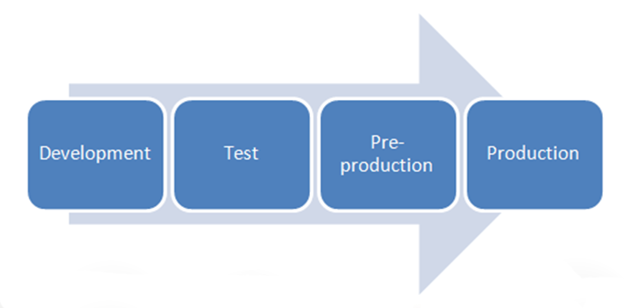 Development
Test
Pre-
production
Production